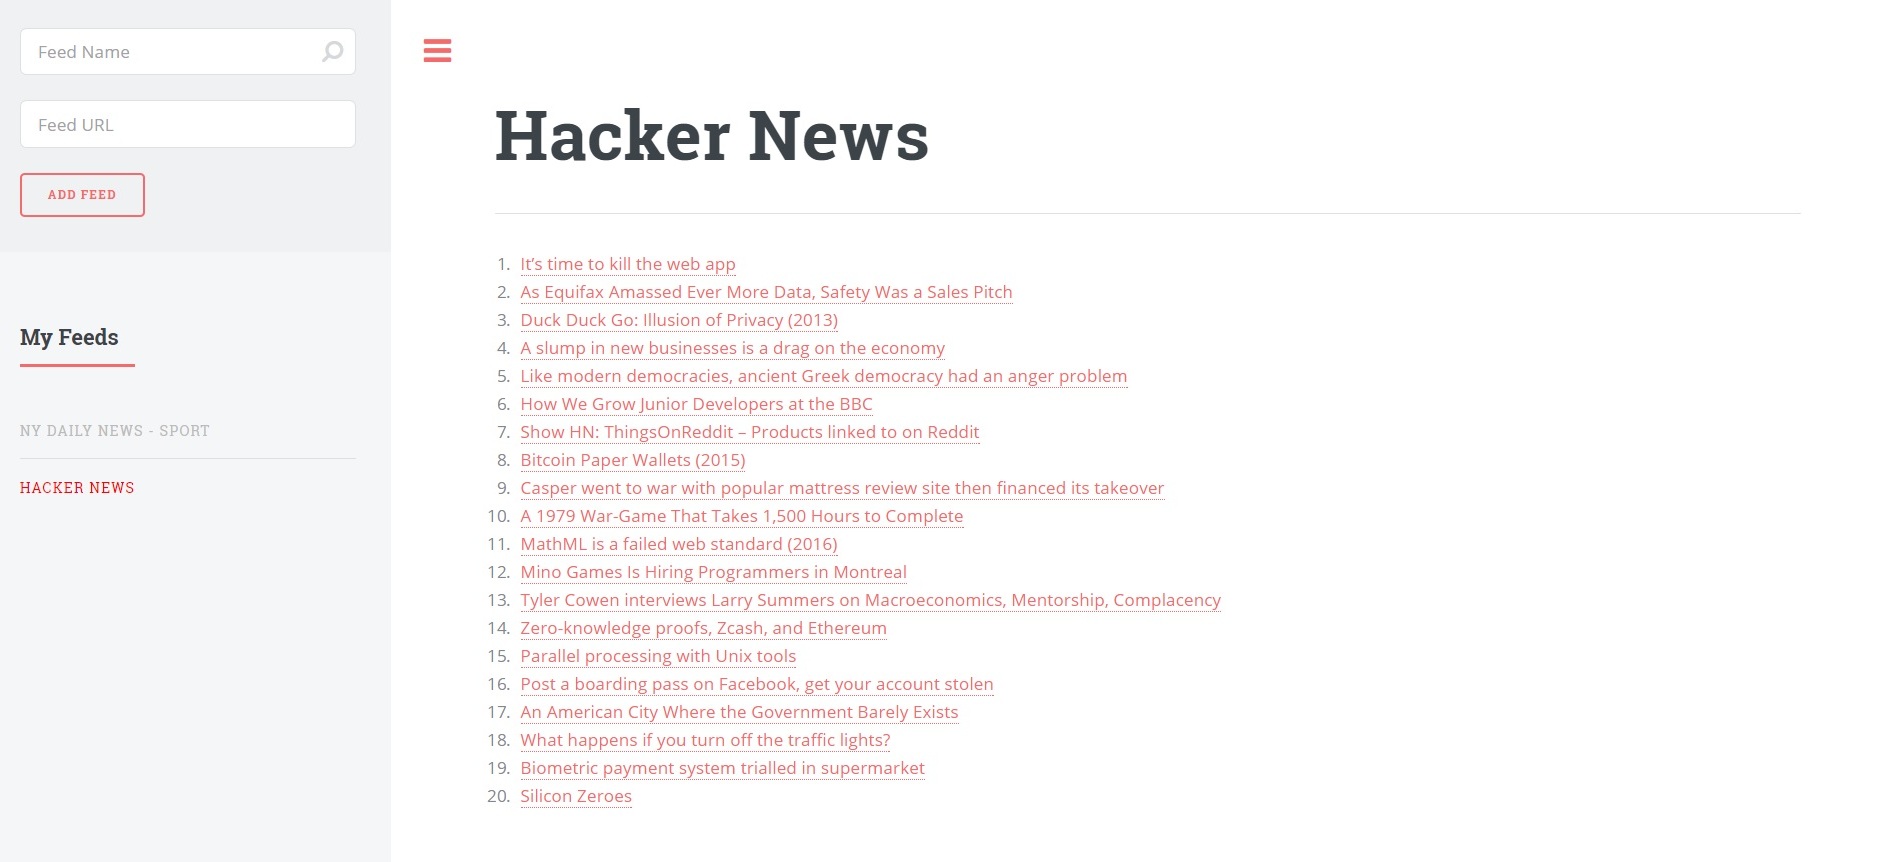 Feed Name
Feed URL
ADD FEED
My Feeds
NY DAILY NEWS - SPORT
HACKER NEWS
Hacker News
1. It’s time to kill the web app
2. As Equifax Amassed Ever More Data, Safety Was a Sales Pitch
3. Duck Duck Go: Illusion of Privacy (2013)
4. A slump in new businesses is a drag on the economy
5. Like modern democracies, ancient Greek democracy had an anger problem
6. How We Grow Junior Developers at the BBC
7. Show HN: ThingsOnReddit – Products linked to on Reddit
8. Bitcoin Paper Wallets (2015)
9. Casper went to war with popular mattress review site then financed its takeover
10. A 1979 War-Game That Takes 1,500 Hours to Complete
11. MathML is a failed web standard (2016)
12. Mino Games Is Hiring Programmers in Montreal
13. Tyler Cowen interviews Larry Summers on Macroeconomics, Mentorship, Complacency
14. Zero-knowledge proofs, Zcash, and Ethereum
15. Parallel processing with Unix tools
16. Post a boarding pass on Facebook, get your account stolen
17. An American City Where the Government Barely Exists
18. What happens if you turn off the traffic lights?
19. Biometric payment system trialled in supermarket
20. Silicon Zeroes